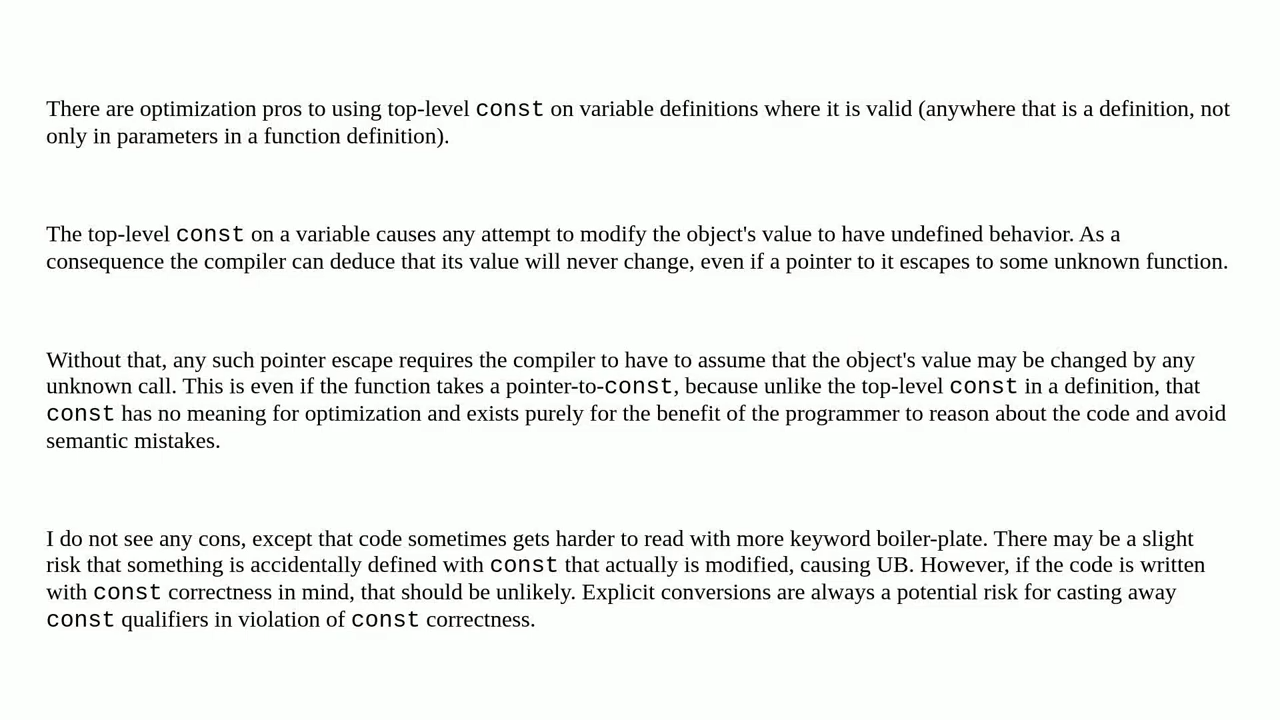 There are optimization pros to using top-level const on variable definitions where it is valid (anywhere that is a definition, not
only in parameters in a function definition).
The top-level const on a variable causes any attempt to modify the object's value to have undefined behavior. As a
consequence the compiler can deduce that its value will never change, even if a pointer to it escapes to some unknown function.
Without that, any such pointer escape requires the compiler to have to assume that the object's value may be changed by any
unknown call. This is even if the function takes a pointer-to-const, because unlike the top-level const in a definition, that
const has no meaning for optimization and exists purely for the benefit of the programmer to reason about the code and avoid
semantic mistakes.
I do not see any cons, except that code sometimes gets harder to read with more keyword boiler-plate. There may be a slight
risk that something is accidentally defined with const that actually is modified, causing UB. However, if the code is written
with const correctness in mind, that should be unlikely. Explicit conversions are always a potential risk for casting away
const qualifiers in violation of const correctness.